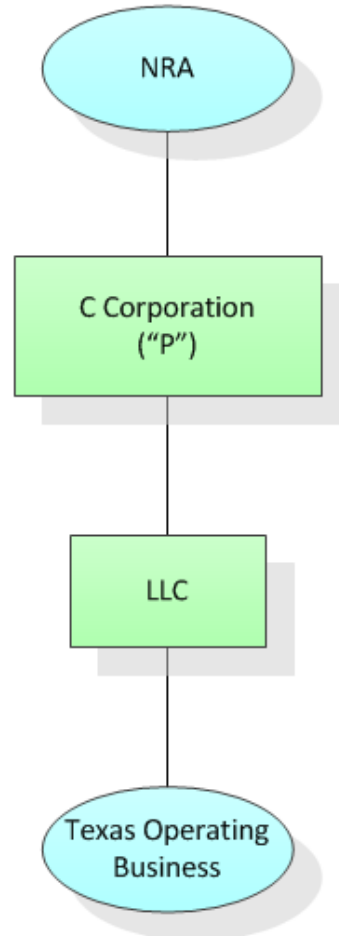 NRA
C Corporation
(“P”)
LLC
Texas Operating
Business